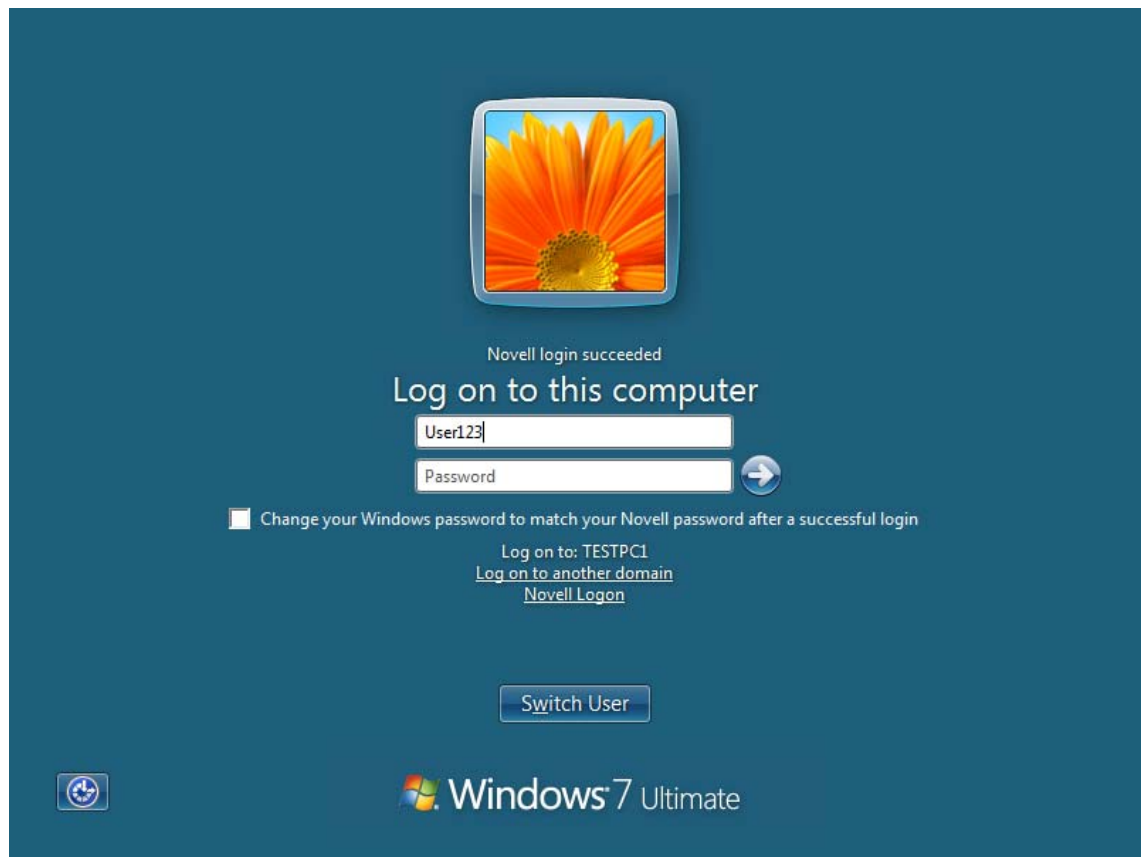 Novell login succeeded
Log on to this computer
User123
Password
Change your Windows password to match your Novell password after a successful login
Log on to: TESTPC1
Log on to another domain
Novell Logon
Switch User
Windows 7 Ultimate